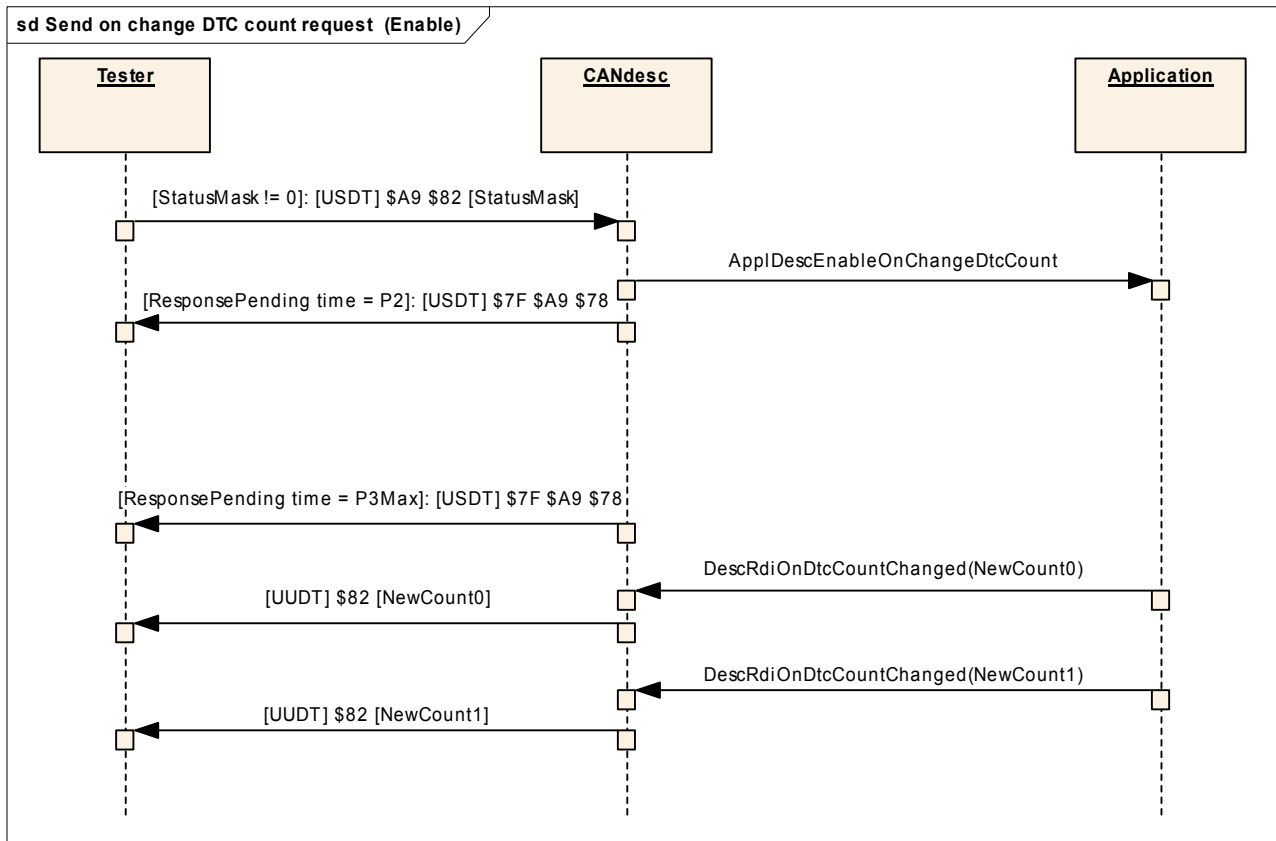 sd Send on change DTC count request (Enable)
Tester
CANdesc
Application
[StatusMask != 0]: [USDT] $A9 $82 [StatusMask]
ApplDescEnableOnChangeDtcCount
[ResponsePending time = P2]: [USDT] $7F $A9 $78
[ResponsePending time = P3Max]: [USDT] $7F $A9 $78
DescRdiOnDtcCountChanged(NewCount0)
[UUDT] $82 [NewCount0]
DescRdiOnDtcCountChanged(NewCount1)
[UUDT] $82 [NewCount1]